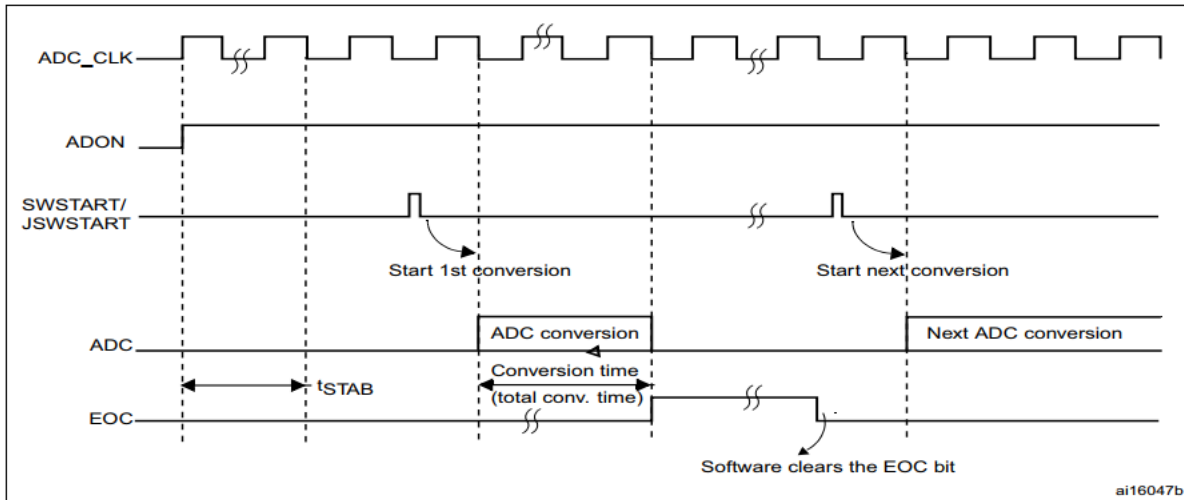 ADC_CLK
ADON
SWSTART/
JSWSTART
Start 1st conversion
Start next conversion
ADC
ADC conversion
Next ADC conversion
Conversion time
(total conv. time)
tSTAB
EOC
Software clears the EOC bit
ai16047b